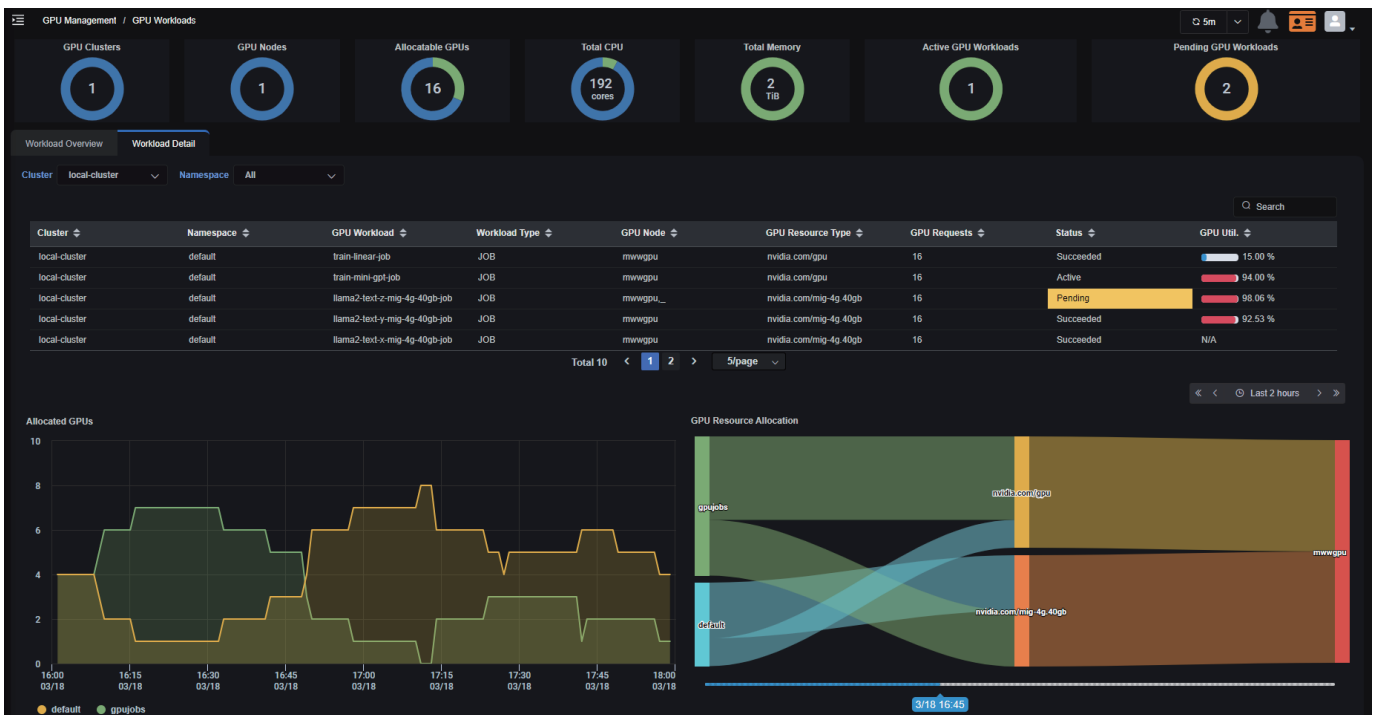 GPU Management / GPU Workloads
5m
GPU Clusters
GPU Nodes
Allocatable GPUs
Total CPU
Total Memory
Active GPU Workloads
Pending GPU Workloads
1
1
16
192
cores
2
TiB
1
2
Workload Overview
Workload Detail
Cluster local-cluster Namespace All
Search
Cluster Namespace GPU Workload Workload Type GPU Node GPU Resource Type GPU Requests Status GPU Util.
local-cluster default train-linear-job JOB mwwgpu nvidia.com/gpu 16 Succeeded 15.00 %
local-cluster default train-mini-gpt-job JOB mwwgpu nvidia.com/gpu 16 Active 94.00 %
local-cluster default llama2-text-z-mig-4g-40gb-job JOB mwwgpu,_ nvidia.com/mig-4g.40gb 16 Pending 98.06 %
local-cluster default llama2-text-y-mig-4g-40gb-job JOB mwwgpu nvidia.com/mig-4g.40gb 16 Succeeded 92.53 %
local-cluster default llama2-text-x-mig-4g-40gb-job JOB mwwgpu nvidia.com/mig-4g.40gb 16 Succeeded N/A
Total 10 < 1 2 > 5/page
« < Last 2 hours > »
Allocated GPUs
10
8
6
4
2
0
16:00 16:15 16:30 16:45 17:00 17:15 17:30 17:45 18:00
03/18 03/18 03/18 03/18 03/18 03/18 03/18 03/18 03/18
default gpujobs
GPU Resource Allocation
nvidia.com/gpu
gpujobs
mwwgpu
nvidia.com/mig-4g.40gb
default
3/18 16:45